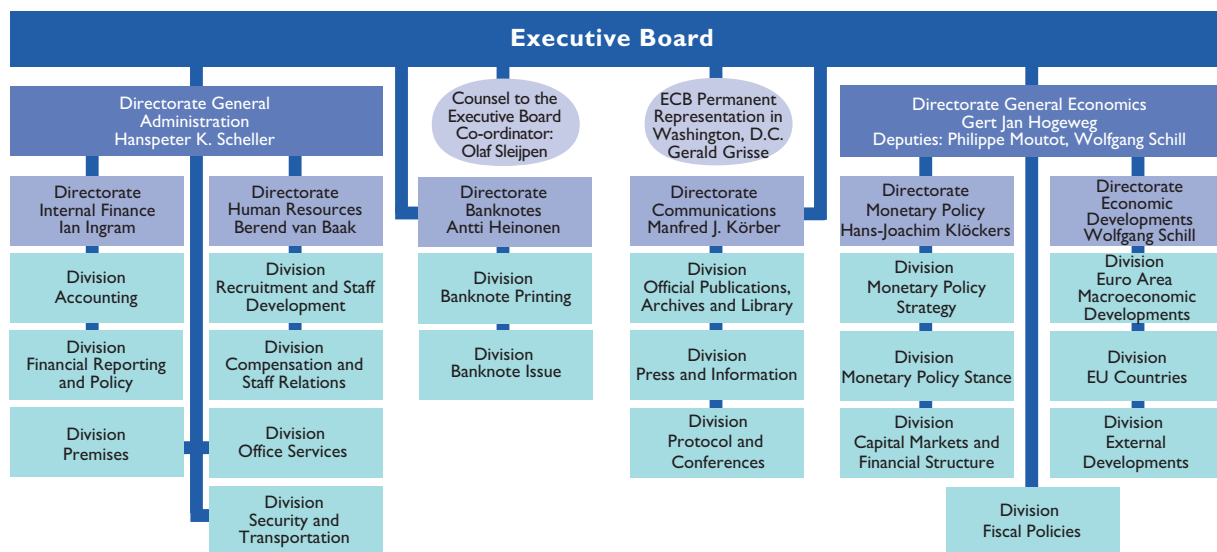 Executive Board
Directorate General
Administration
Hanspeter K. Scheller
Counsel to the
Executive Board
Co-ordinator:
Olaf Sleijpen
ECB Permanent
Representation in
Washington, D.C.
Gerald Grisse
Directorate General Economics
Gert Jan Hogeweg
Deputies: Philippe Moutot, Wolfgang Schill
Directorate
Internal Finance
Ian Ingram
Directorate
Human Resources
Berend van Baak
Directorate
Banknotes
Antti Heinonen
Directorate
Communications
Manfred J. Körber
Directorate
Monetary Policy
Hans-Joachim Klöckers
Directorate
Economic
Developments
Wolfgang Schill
Division
Accounting
Division
Recruitment and Staff
Development
Division
Banknote Printing
Division
Official Publications,
Archives and Library
Division
Monetary Policy
Strategy
Division
Euro Area
Macroeconomic
Developments
Division
Financial Reporting
and Policy
Division
Compensation and
Staff Relations
Division
Banknote Issue
Division
Press and Information
Division
Monetary Policy Stance
Division
EU Countries
Division
Premises
Division
Office Services
Division
Protocol and
Conferences
Division
Capital Markets and
Financial Structure
Division
External
Developments
Division
Security and
Transportation
Division
Fiscal Policies